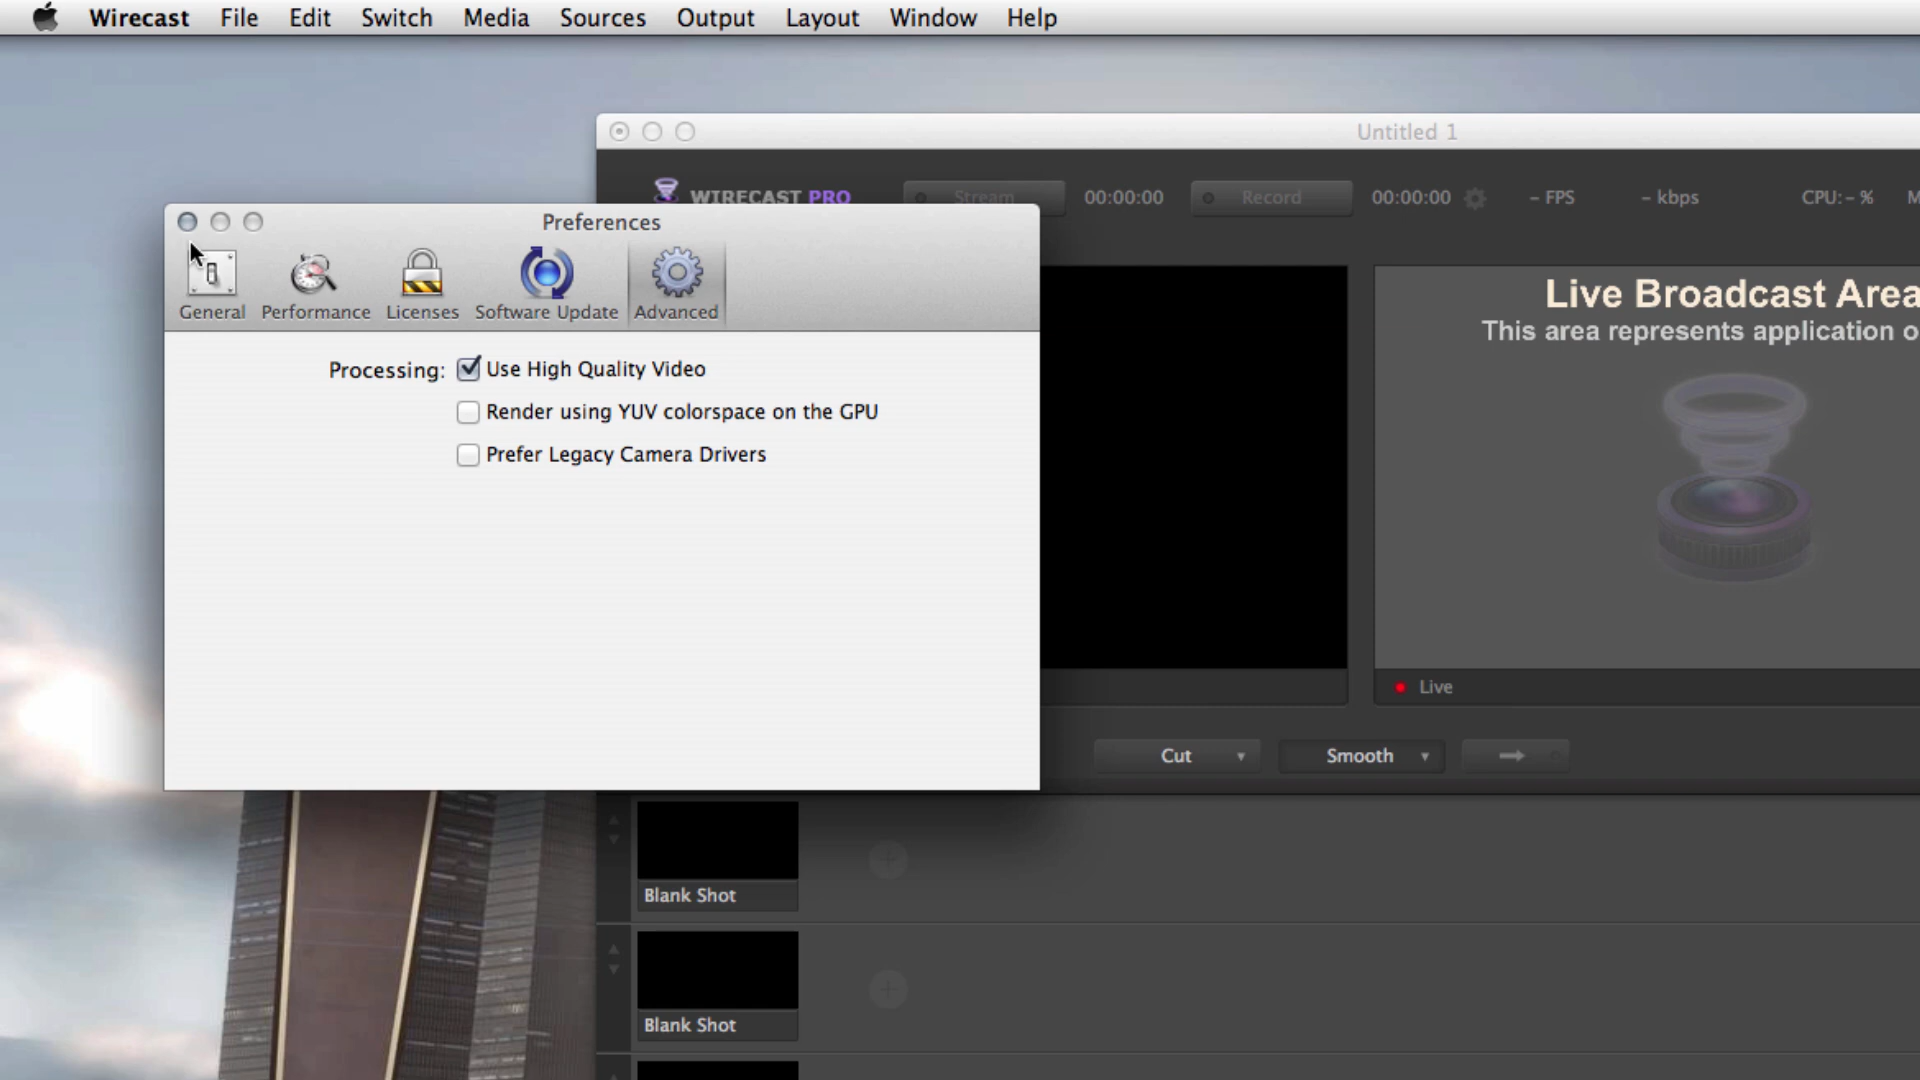 Wirecast File Edit Switch Media Sources Output Layout Window Help
Untitled 1
WIRECAST PRO Stream 00:00:00 Record 00:00:00 – FPS – kbps CPU: – % M
Preferences
General Performance Licenses Software Update Advanced
Processing: Use High Quality Video
Render using YUV colorspace on the GPU
Prefer Legacy Camera Drivers
Live Broadcast Area
This area represents application o
Live
Cut Smooth
Blank Shot
Blank Shot